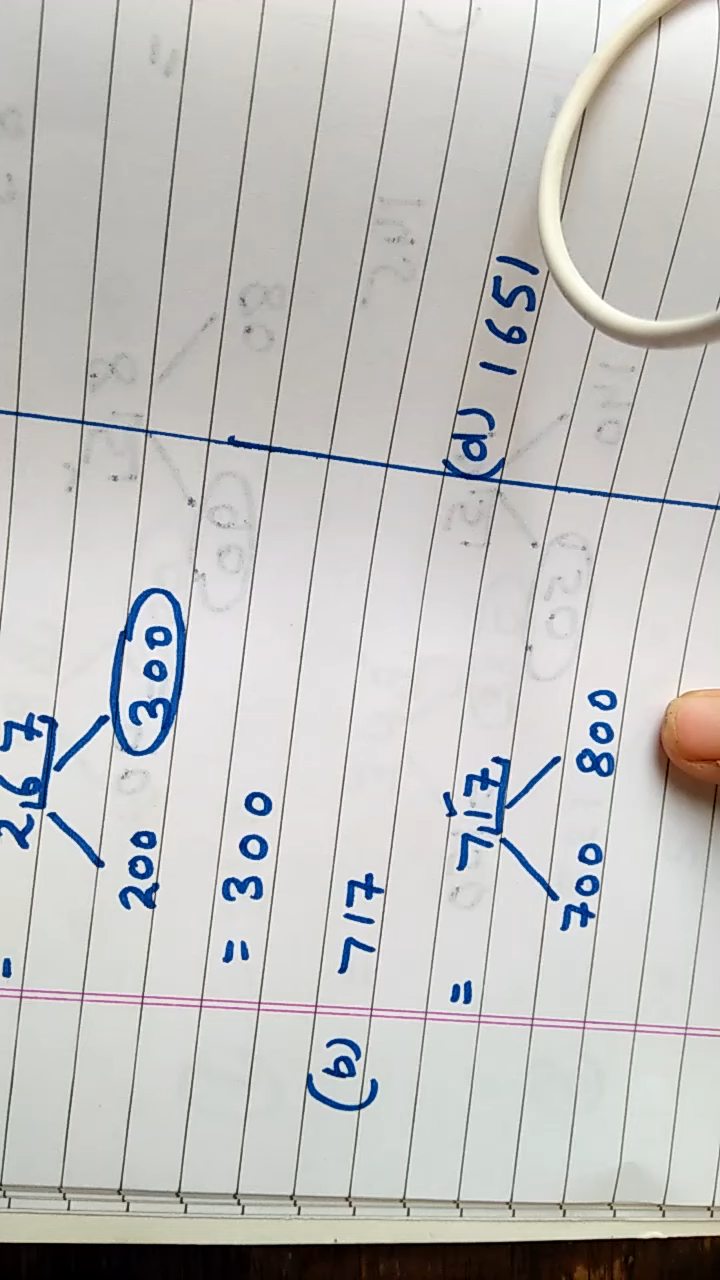 = 267
200 300
= 300
(b) 717
= 717
700 800
(d) 1651